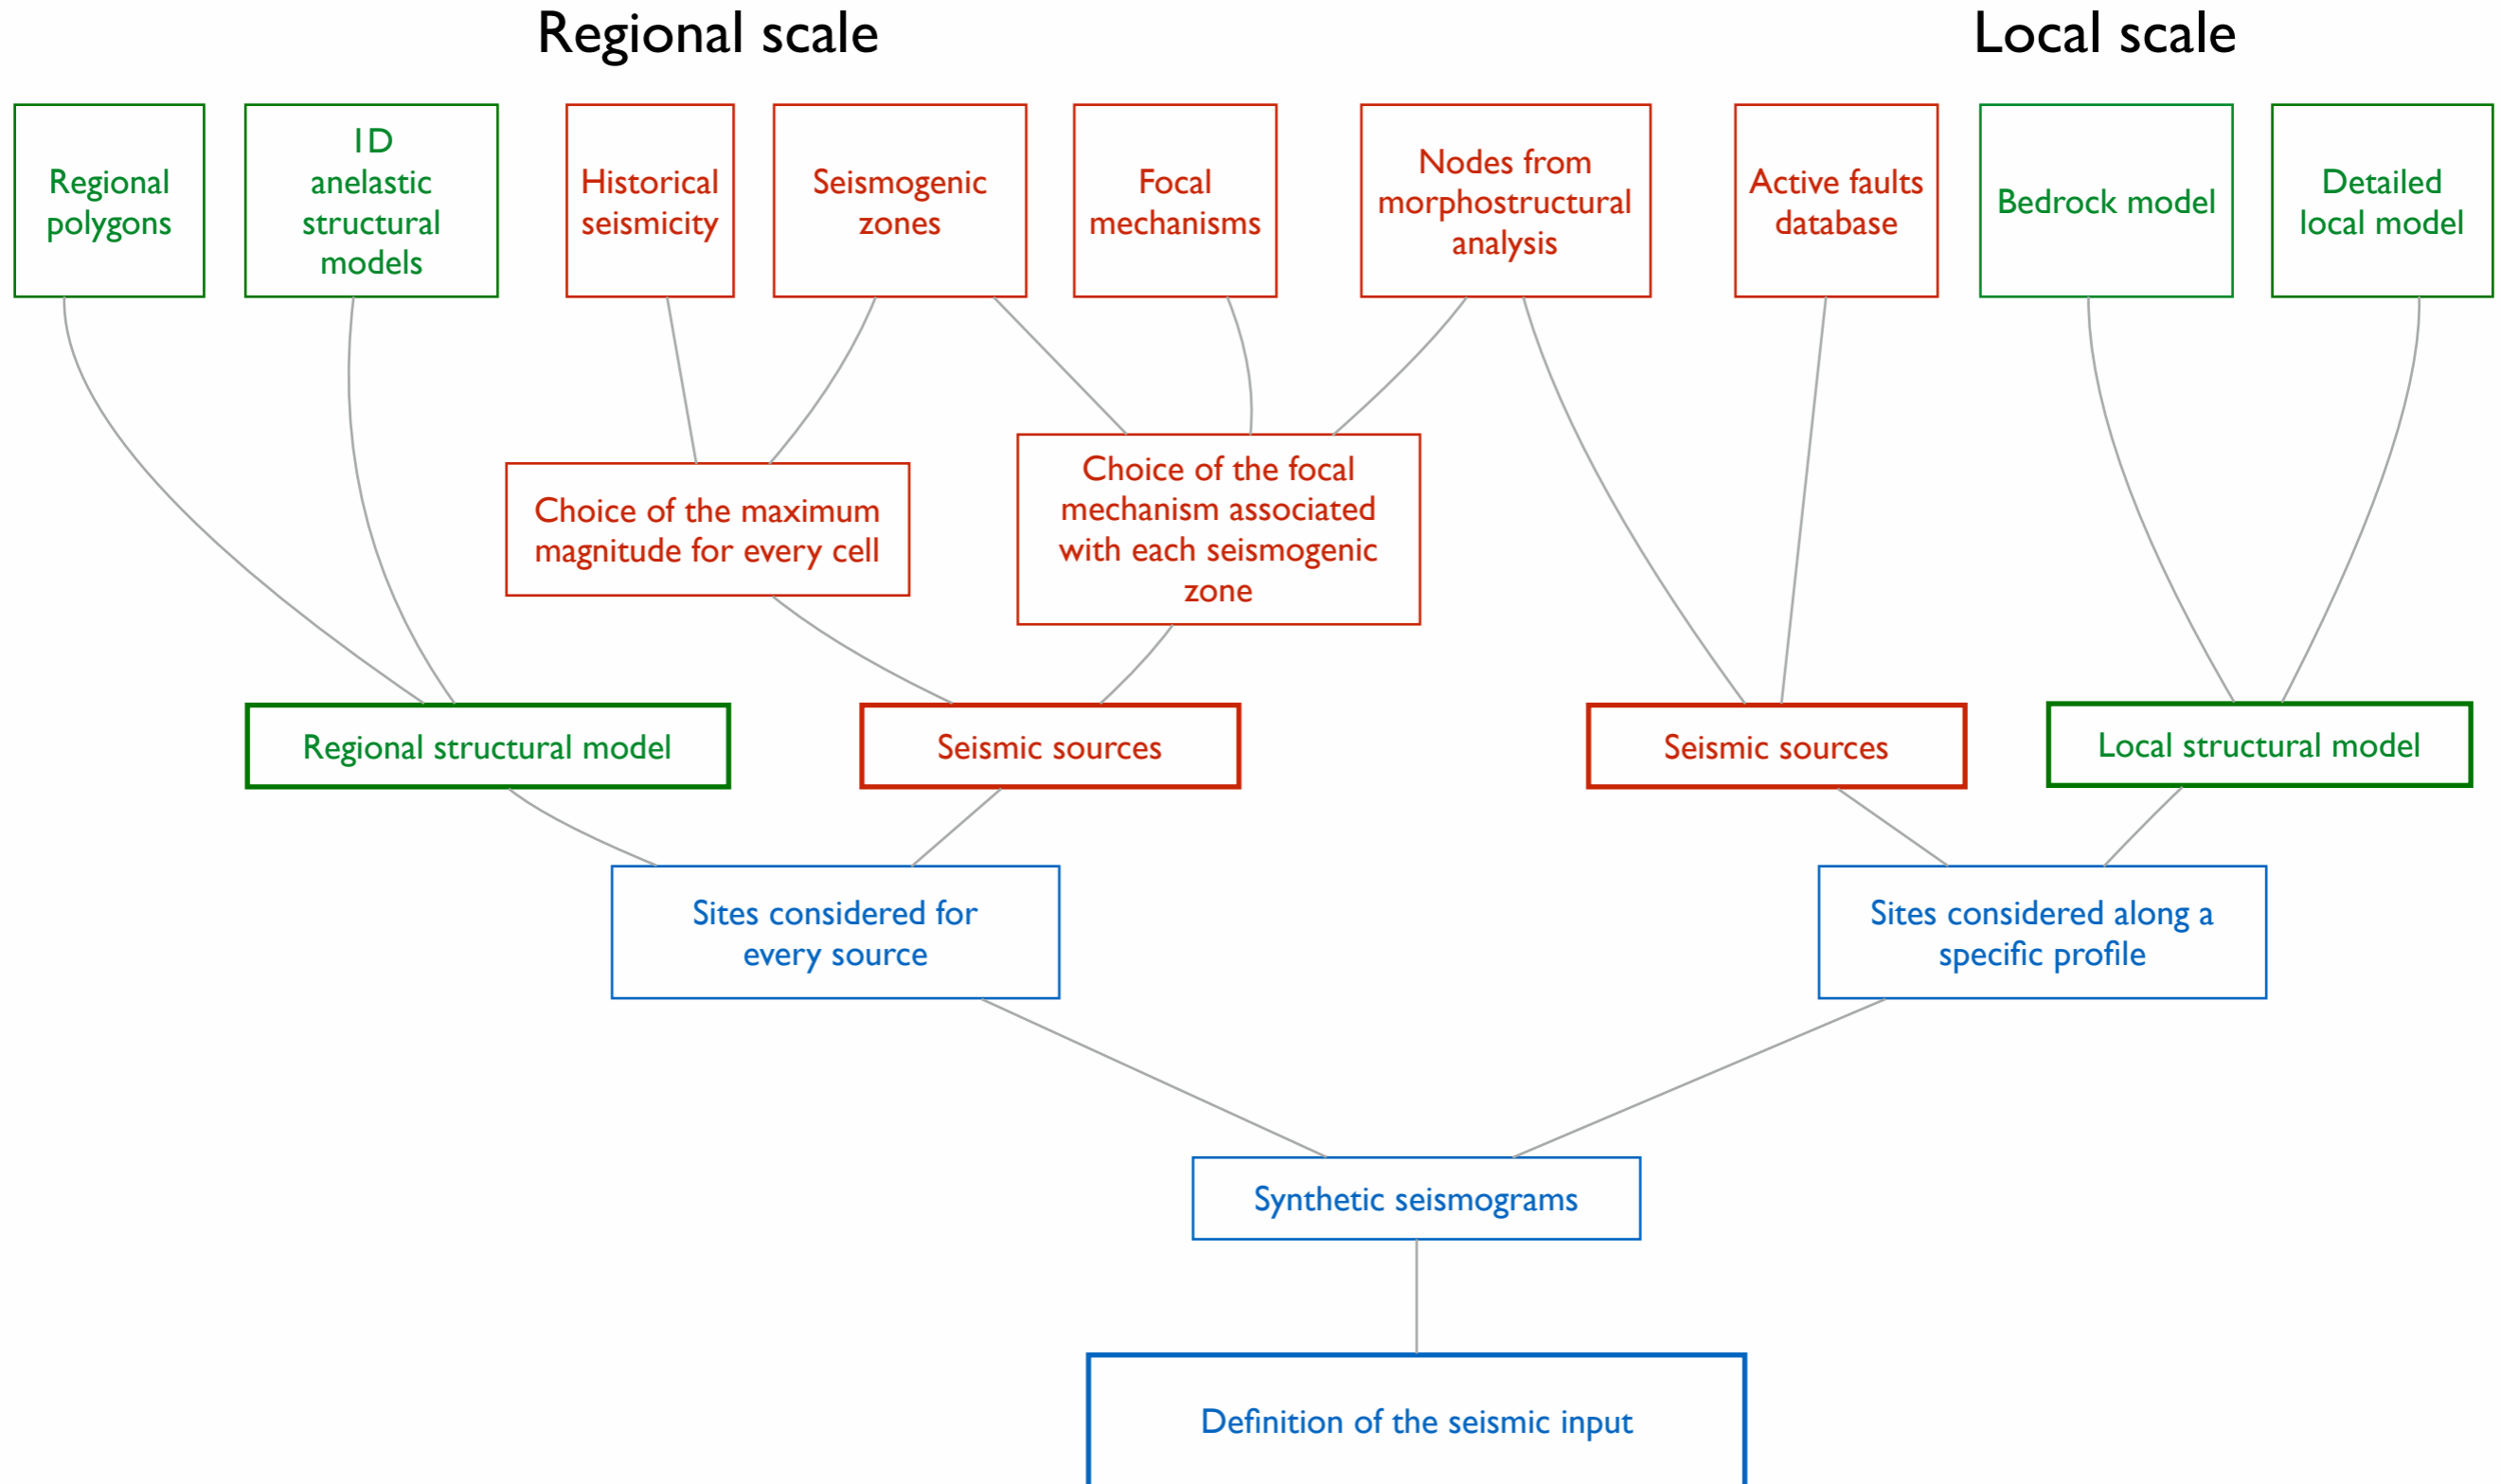 Regional scale
Local scale
Regional
polygons
1D
anelastic
structural
models
Historical
seismicity
Seismogenic
zones
Focal
mechanisms
Nodes from
morphostructural
analysis
Active faults
database
Bedrock model
Detailed
local model
Choice of the maximum
magnitude for every cell
Choice of the focal
mechanism associated
with each seismogenic
zone
Regional structural model
Seismic sources
Seismic sources
Local structural model
Sites considered for
every source
Sites considered along a
specific profile
Synthetic seismograms
Definition of the seismic input